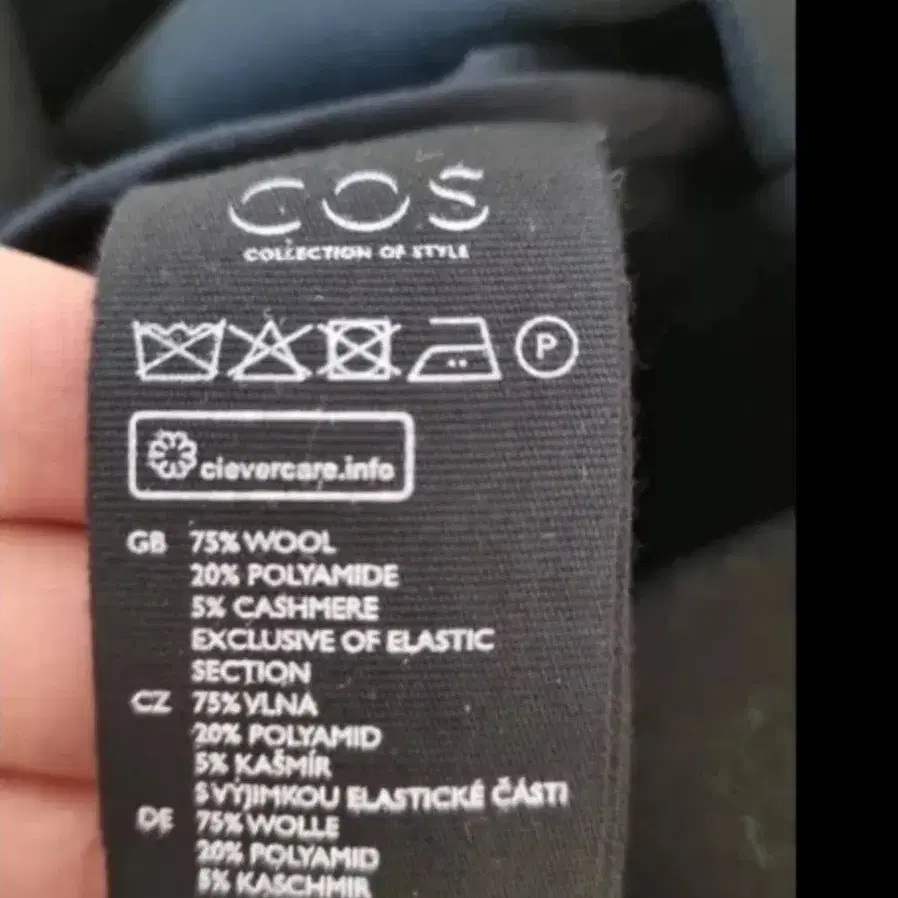 COS
COLLECTION OF STYLE
P
clevercare.info
GB 75% WOOL
20% POLYAMIDE
5% CASHMERE
EXCLUSIVE OF ELASTIC
SECTION
CZ 75% VLNA
20% POLYAMID
5% KAŠMÍR
S VÝJIMKOU ELASTICKÉ ČÁSTI
DE 75% WOLLE
20% POLYAMID
5% KASCHMIR